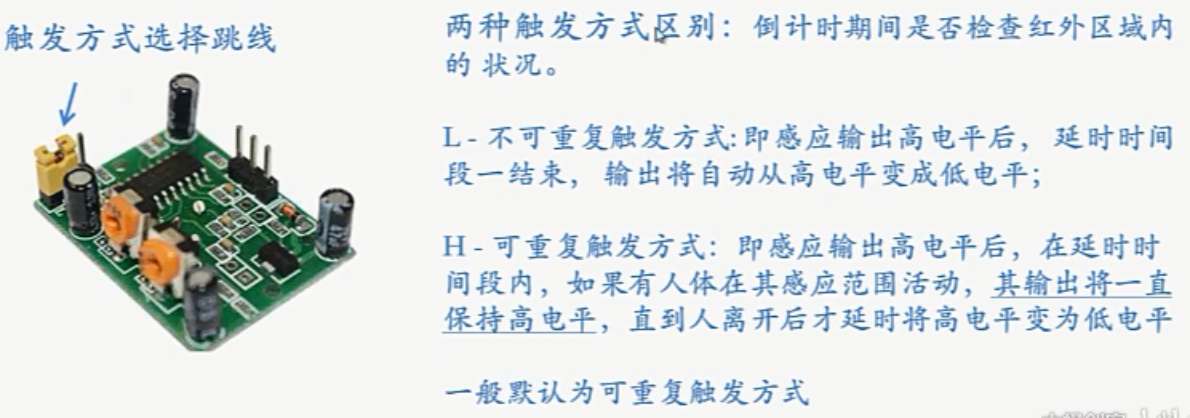 触发方式选择跳线
两种触发方式区别：倒计时期间是否检查红外区域内
的 状况。
L - 不可重复触发方式:即感应输出高电平后， 延时时间
段一结束， 输出将自动从高电平变成低电平；
H - 可重复触发方式：即感应输出高电平后，在延时时
间段内，如果有人体在其感应范围活动，其输出将一直
保持高电平，直到人离开后才延时将高电平变为低电平
一般默认为可重复触发方式